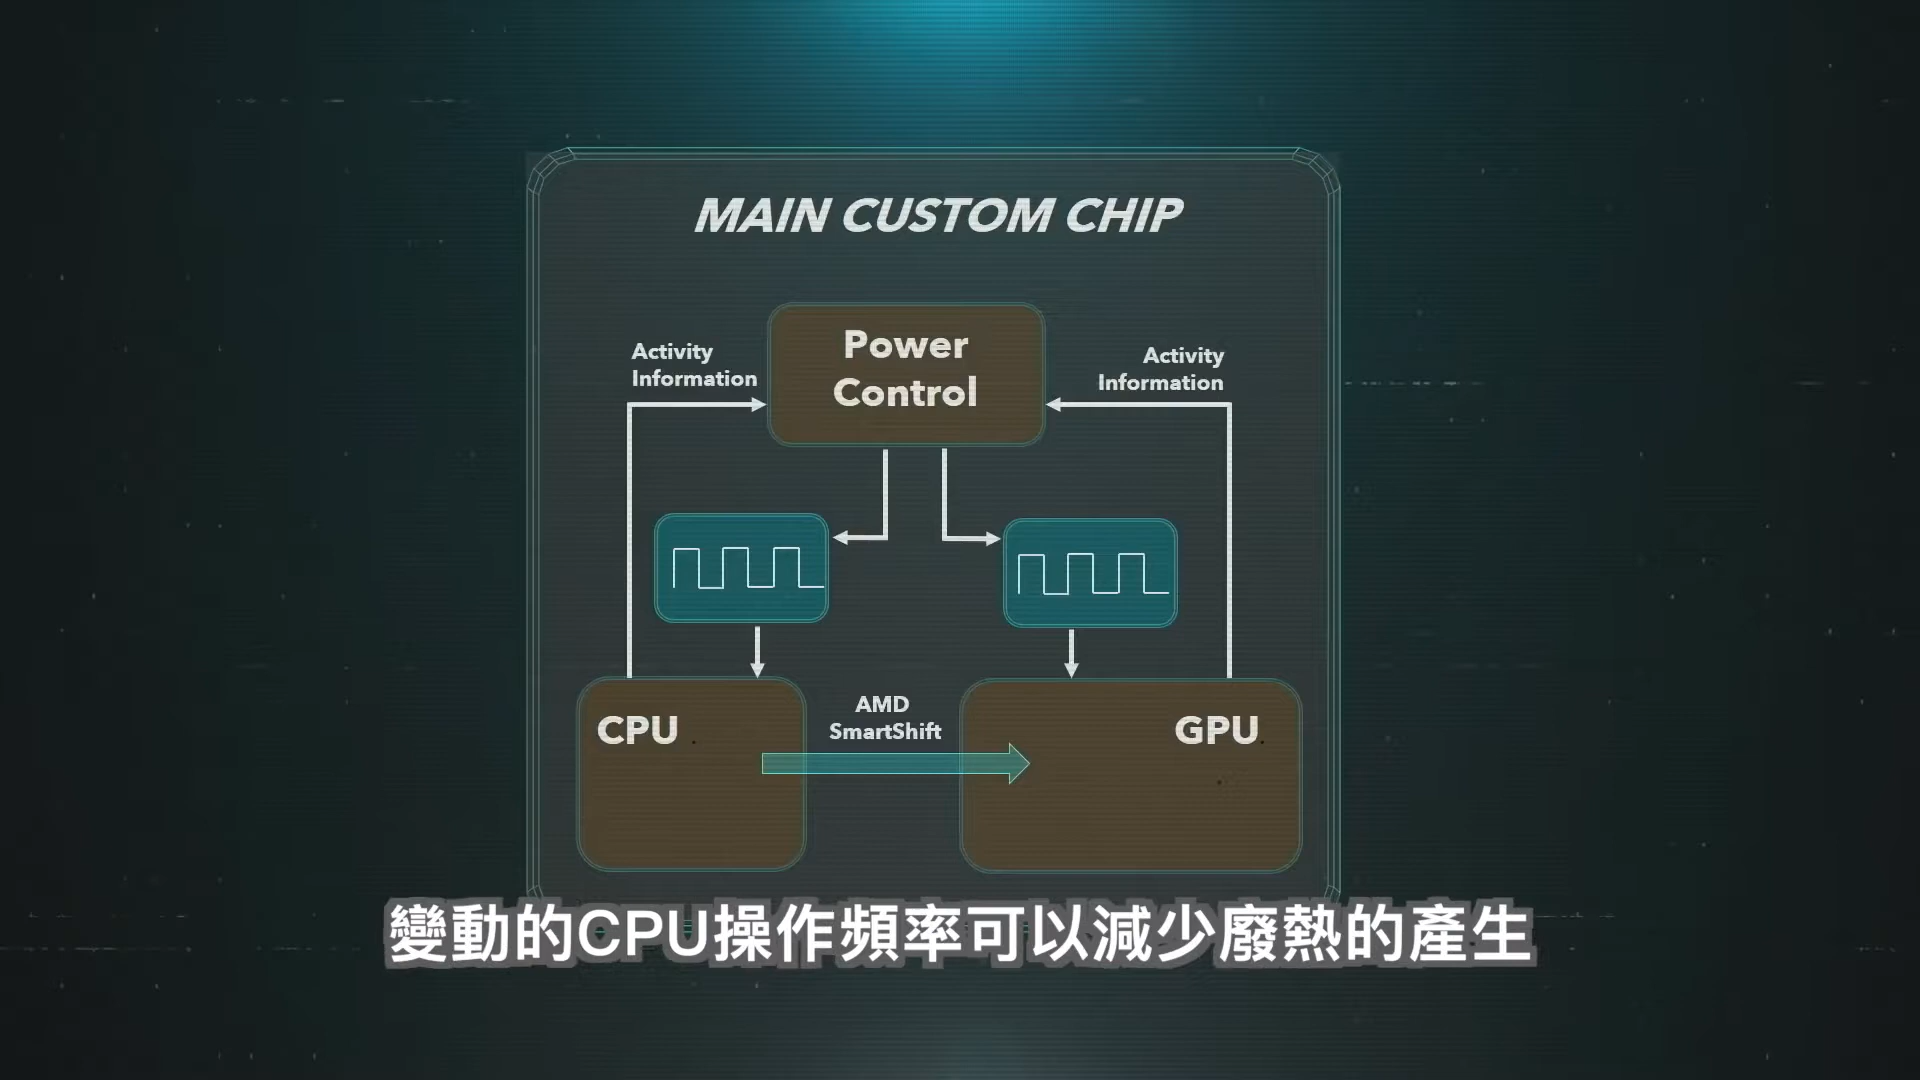 MAIN CUSTOM CHIP
Power
Control
Activity
Information
Activity
Information
CPU
AMD
SmartShift
GPU
變動的CPU操作頻率可以減少廢熱的產生